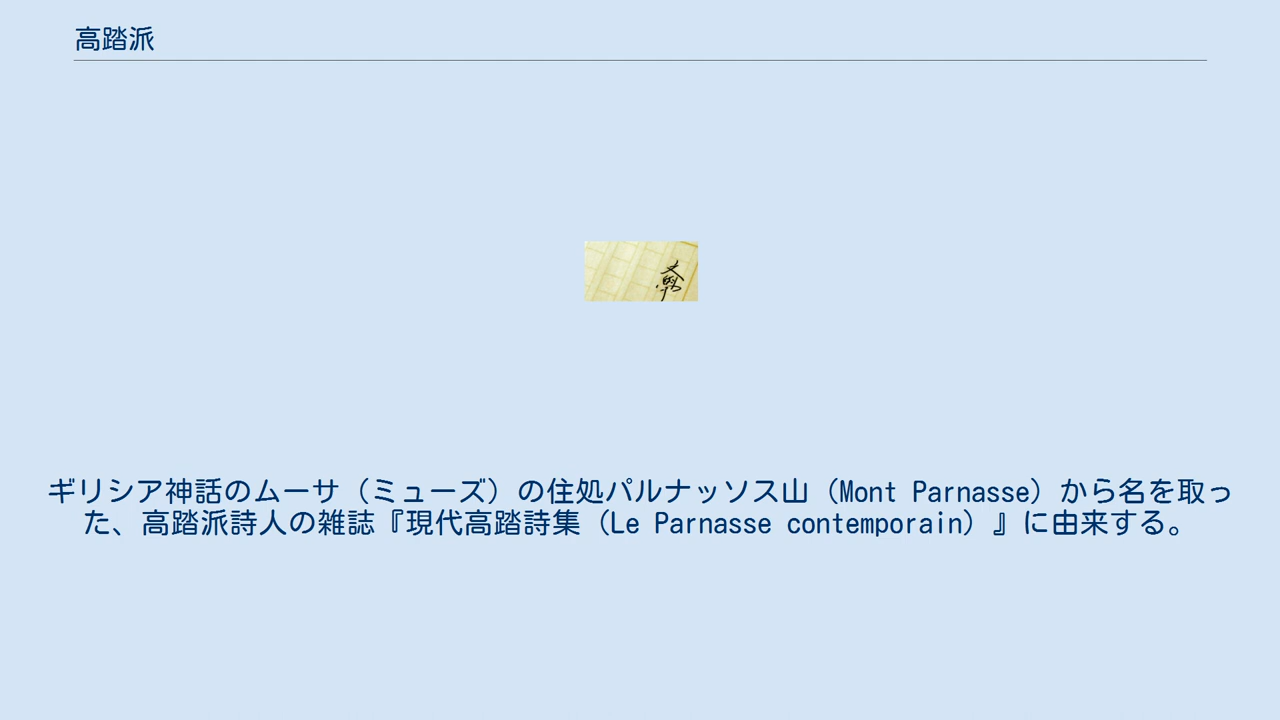 高踏派
ギリシア神話のムーサ（ミューズ）の住処パルナッソス山（Mont Parnasse）から名を取っ
た、高踏派詩人の雑誌『現代高踏詩集（Le Parnasse contemporain）』に由来する。